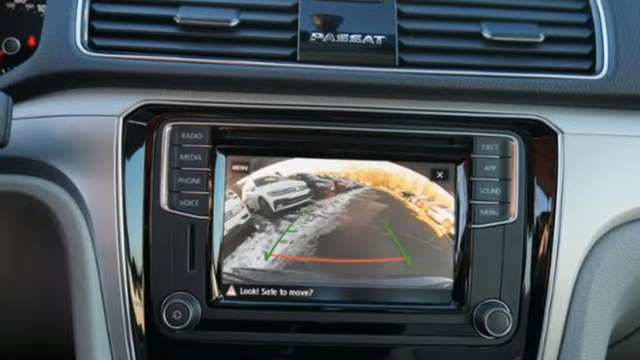 PASSAT
RADIO
MEDIA
PHONE
VOICE
MENU
X
EJECT
APP
SOUND
MENU
Look! Safe to move?